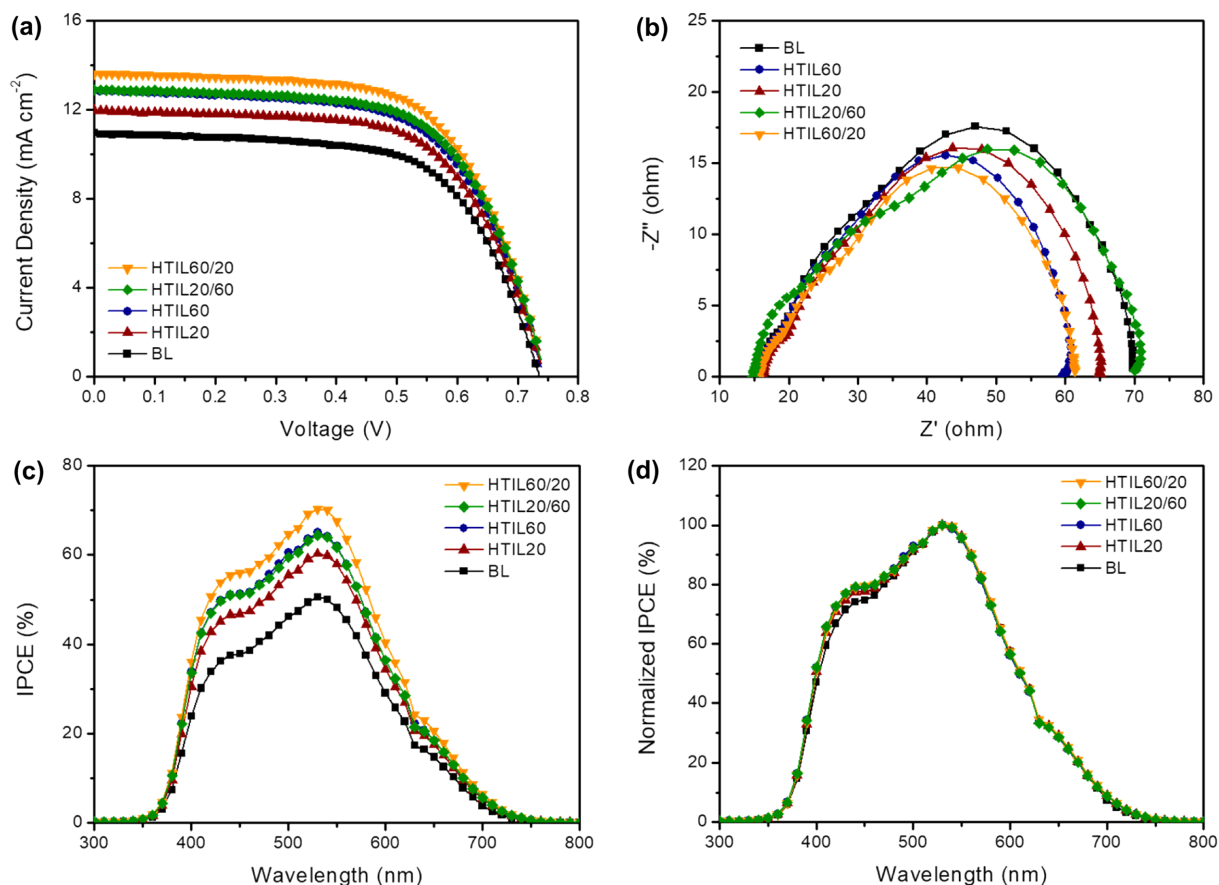 (a)
16
12
8
4
0
Current Density (mA cm-2)
HTIL60/20
HTIL20/60
HTIL60
HTIL20
BL
0.0 0.1 0.2 0.3 0.4 0.5 0.6 0.7 0.8
Voltage (V)
(b)
25
20
15
10
5
0
-Z" (ohm)
BL
HTIL60
HTIL20
HTIL20/60
HTIL60/20
10 20 30 40 50 60 70 80
Z' (ohm)
(c)
80
60
40
20
0
IPCE (%)
HTIL60/20
HTIL20/60
HTIL60
HTIL20
BL
300 400 500 600 700 800
Wavelength (nm)
(d)
120
100
80
60
40
20
0
Normalized IPCE (%)
HTIL60/20
HTIL20/60
HTIL60
HTIL20
BL
300 400 500 600 700 800
Wavelength (nm)